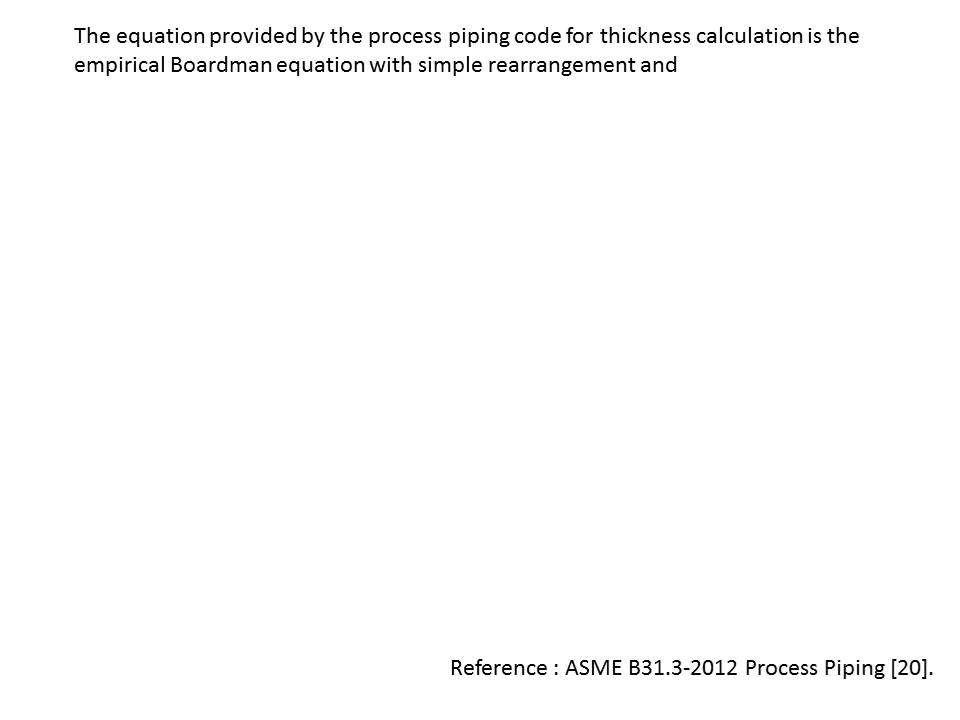 The equation provided by the process piping code for thickness calculation is the
empirical Boardman equation with simple rearrangement and
Reference : ASME B31.3-2012 Process Piping [20].